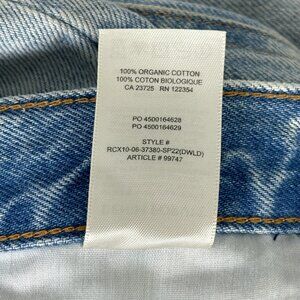 100% ORGANIC COTTON
100% COTON BIOLOGIQUE
CA 23725 RN 122354
PO 4500164628
PO 4500164629
STYLE #
RCX10-06-37380-SP22(DWLD)
ARTICLE # 99747